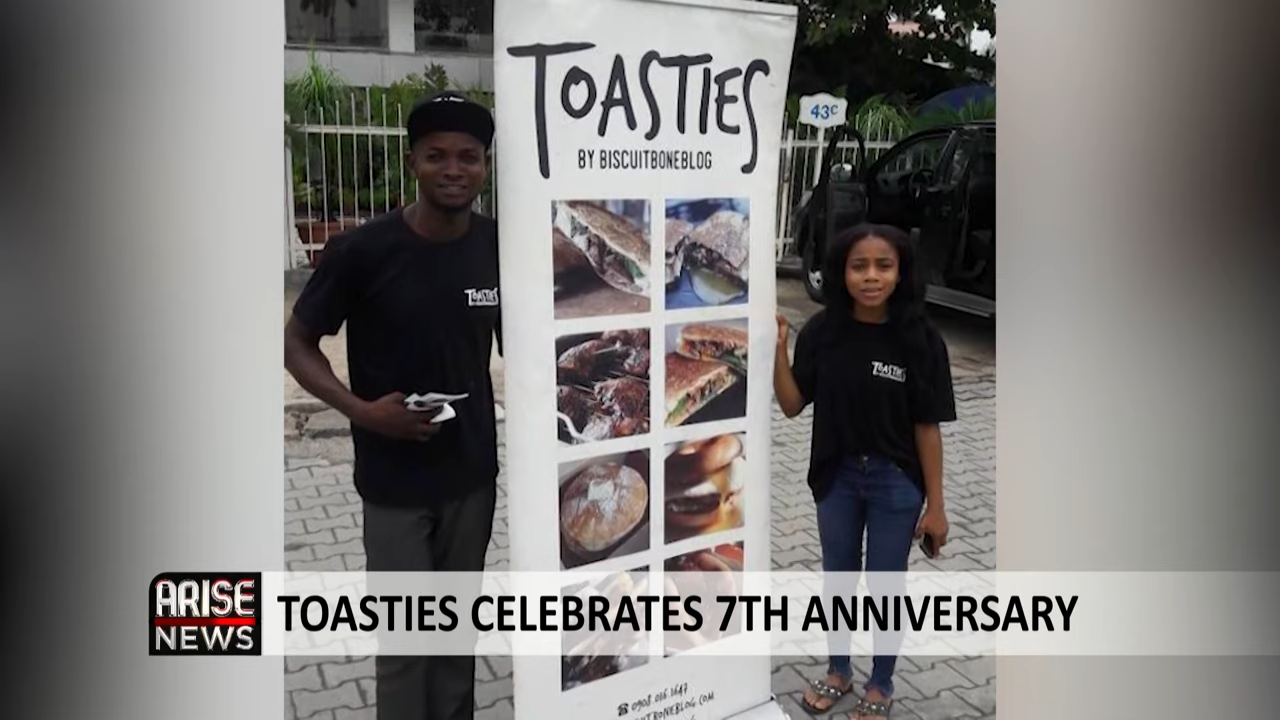 TOASTIES
BY BISCUITBONEBLOG
43C
TOASTIES
TOASTIES
ARISE
NEWS
TOASTIES CELEBRATES 7TH ANNIVERSARY